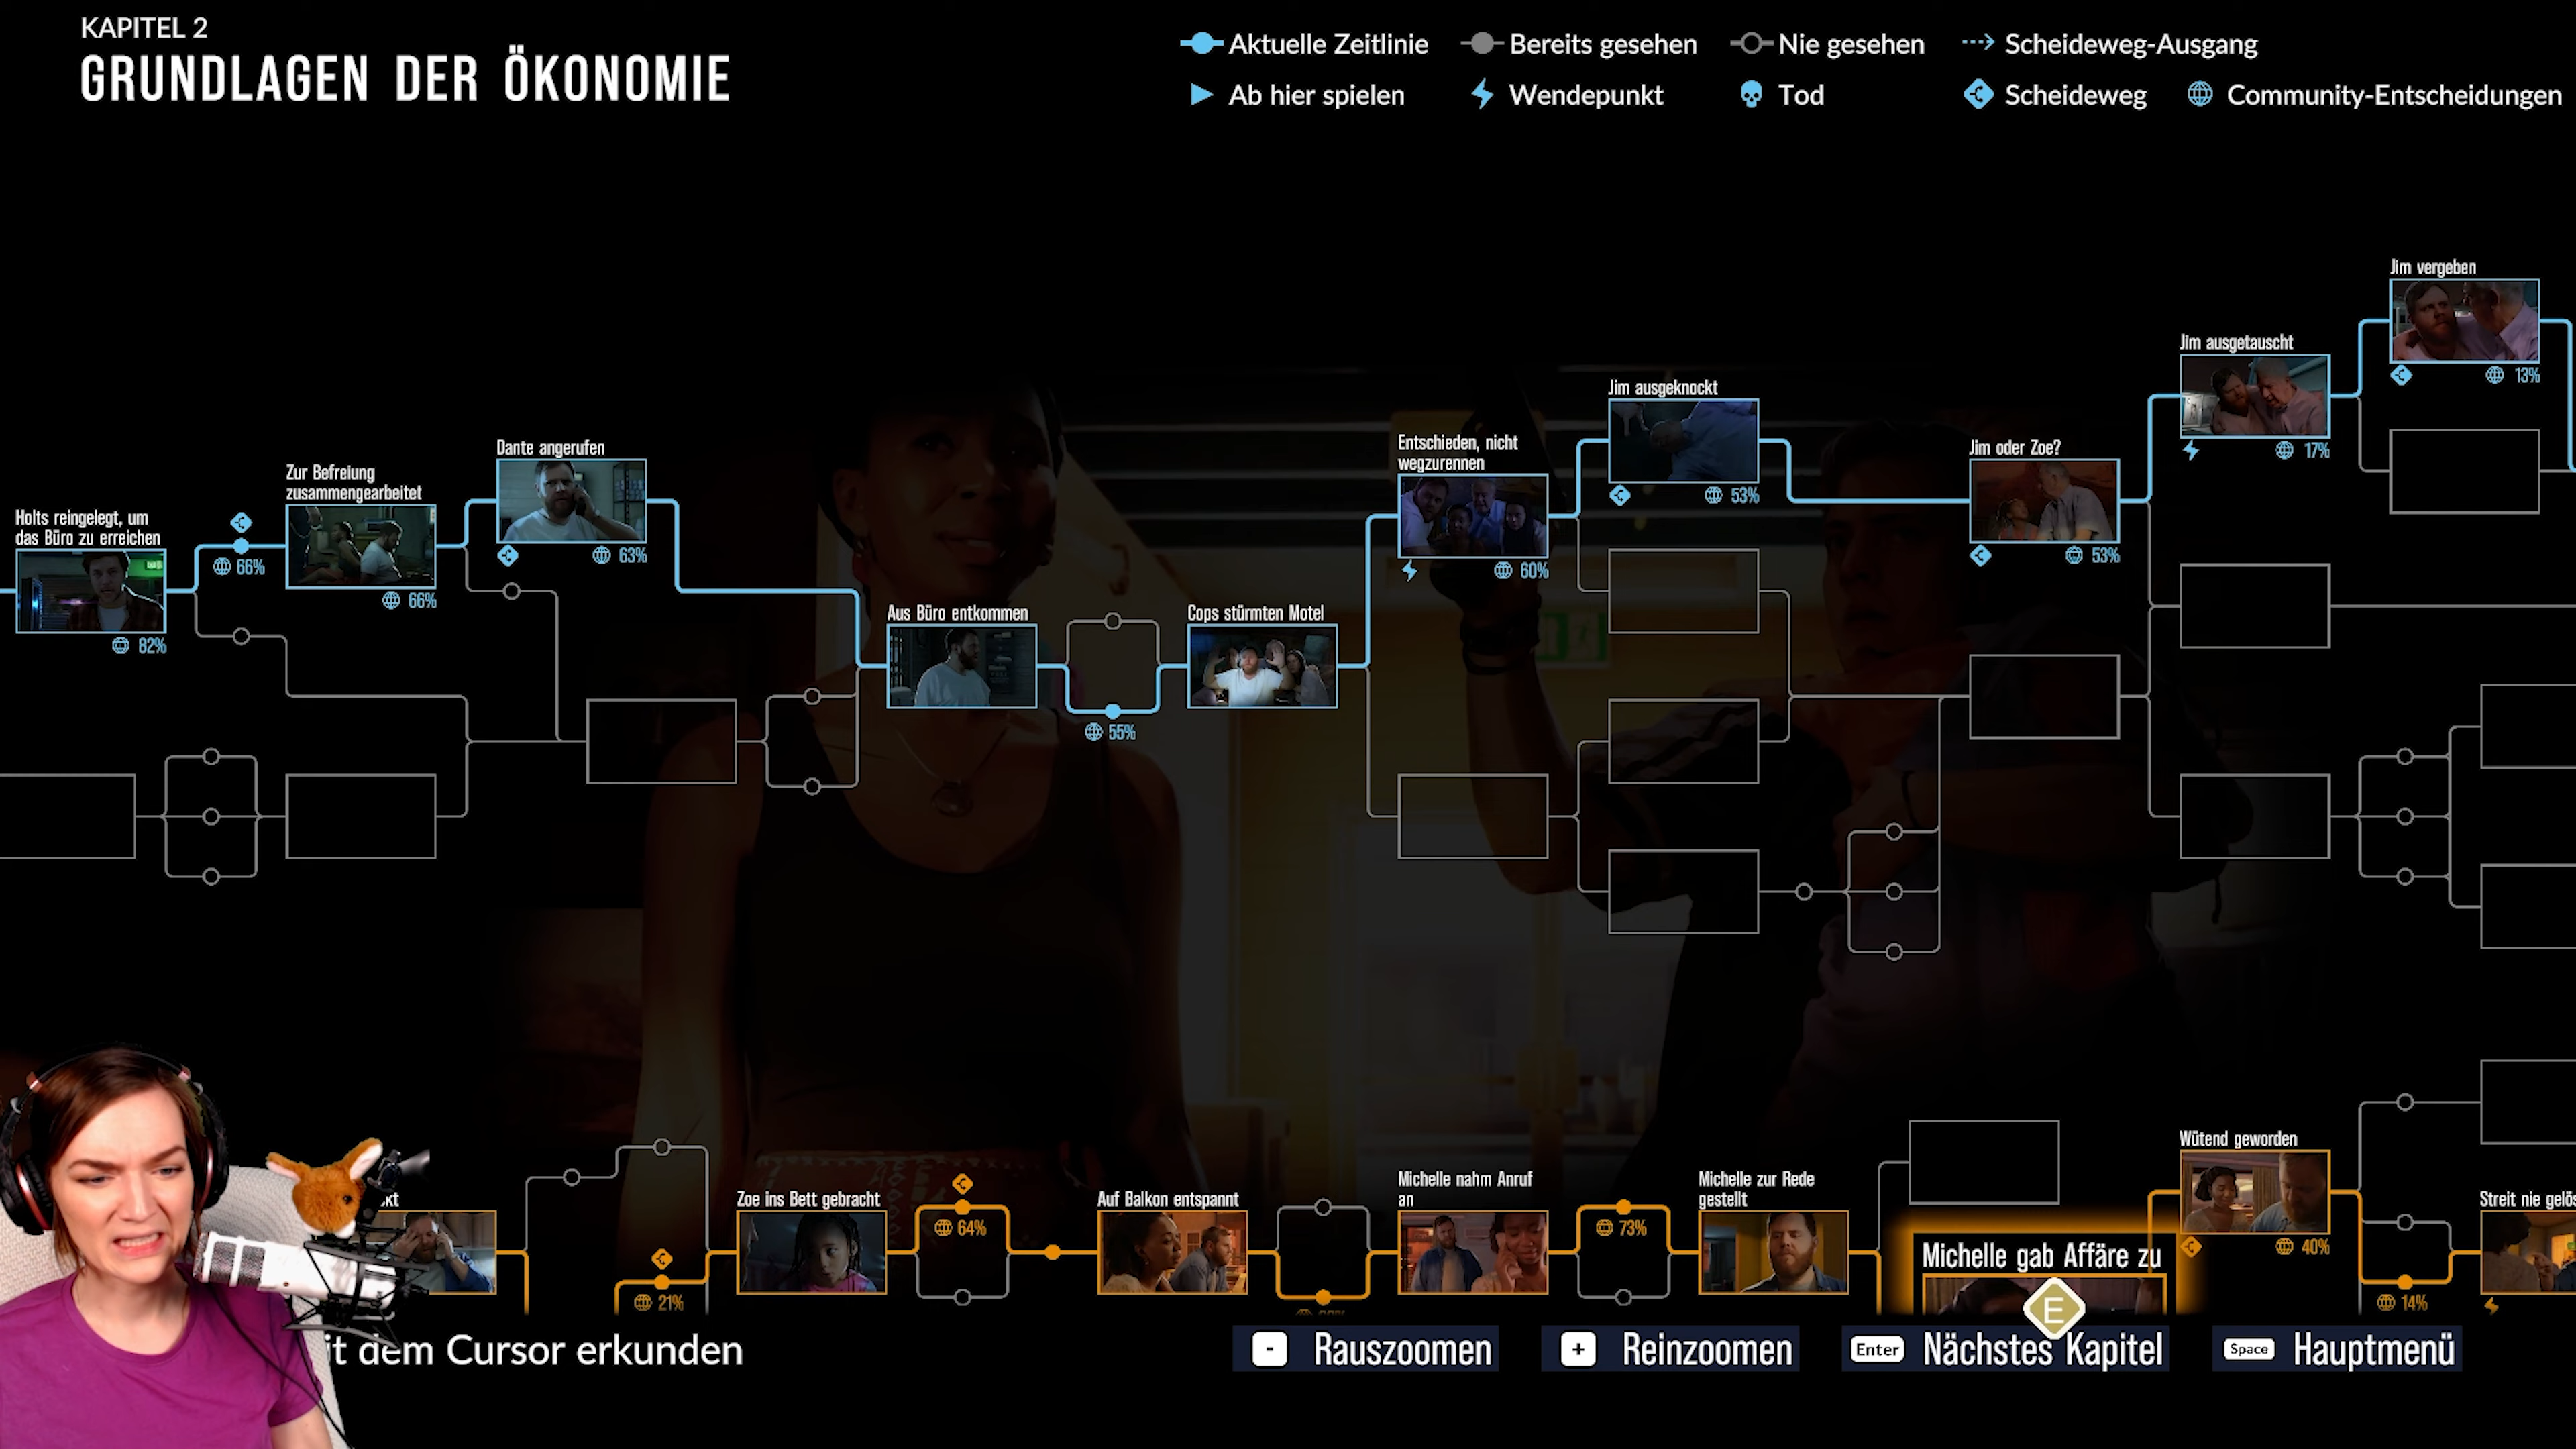 KAPITEL 2
GRUNDLAGEN DER ÖKONOMIE
Aktuelle Zeitlinie
Bereits gesehen
Nie gesehen
Scheideweg-Ausgang
Ab hier spielen
Wendepunkt
Tod
Scheideweg
Community-Entscheidungen
Jim vergeben
13%
Jim ausgetauscht
17%
Jim ausgeknockt
53%
Entschieden, nicht
wegzurennen
60%
Jim oder Zoe?
53%
Dante angerufen
63%
Zur Befreiung
zusammengearbeitet
66%
Holts reingelegt, um
das Büro zu erreichen
82%
66%
Aus Büro entkommen
55%
Cops stürmten Motel
kt
21%
Zoe ins Bett gebracht
64%
Auf Balkon entspannt
Michelle nahm Anruf
an
73%
Michelle zur Rede
gestellt
Michelle gab Affäre zu
E
Wütend geworden
40%
14%
Streit nie gelös
it dem Cursor erkunden
- Rauszoomen
+ Reinzoomen
Enter Nächstes Kapitel
Space Hauptmenü